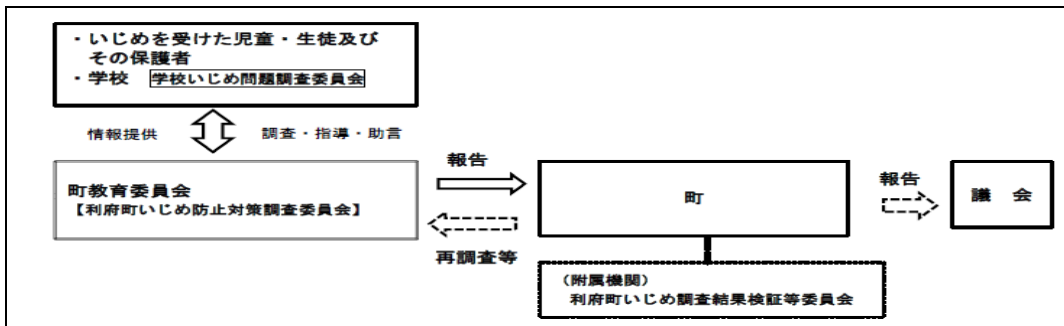 ・いじめを受けた児童・生徒及び
その保護者
・学校 学校いじめ問題調査委員会
情報提供
調査・指導・助言
町教育委員会
【利府町いじめ防止対策調査委員会】
報告
再調査等
町
(附属機関)
利府町いじめ調査結果検証等委員会
報告
議 会